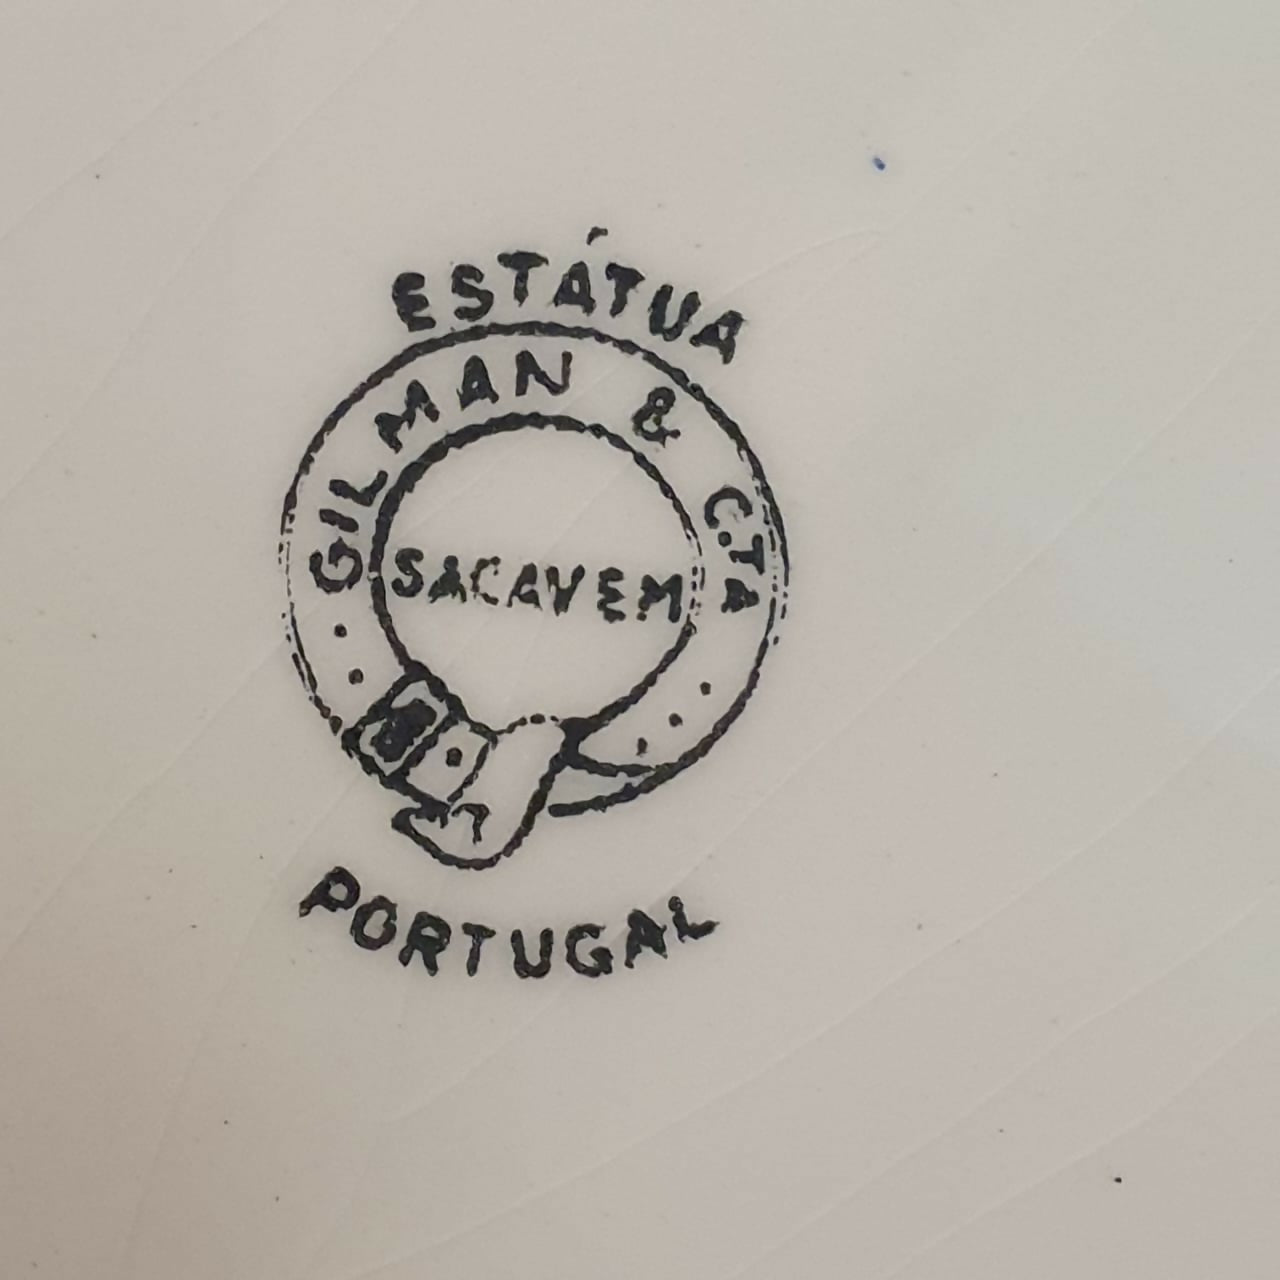 ESTÁTUA
GILMAN & C.TA
SACAVEM
PORTUGAL